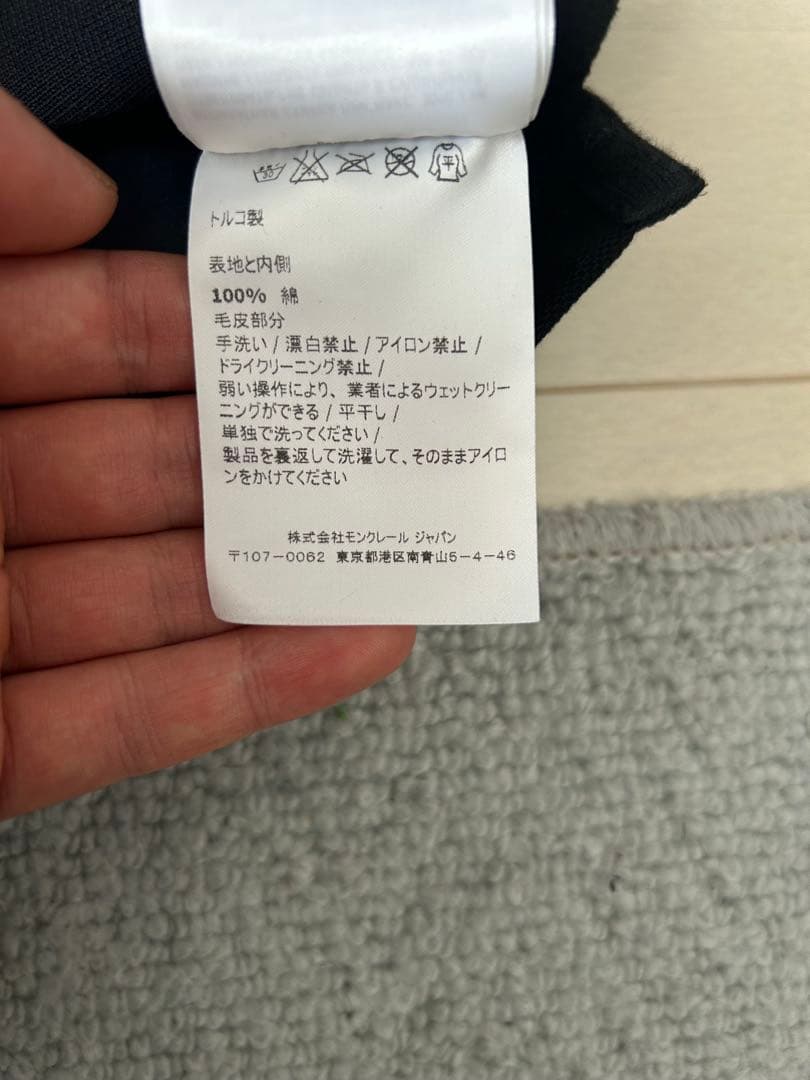 平
トルコ製
表地と内側
100% 綿
毛皮部分
手洗い / 漂白禁止 / アイロン禁止 /
ドライクリーニング禁止 /
弱い操作により、業者によるウェットクリー
ニングができる / 平干し /
単独で洗ってください /
製品を裏返して洗濯して、そのままアイロ
ンをかけてください
株式会社モンクレール ジャパン
〒107-0062 東京都港区南青山5-4-46